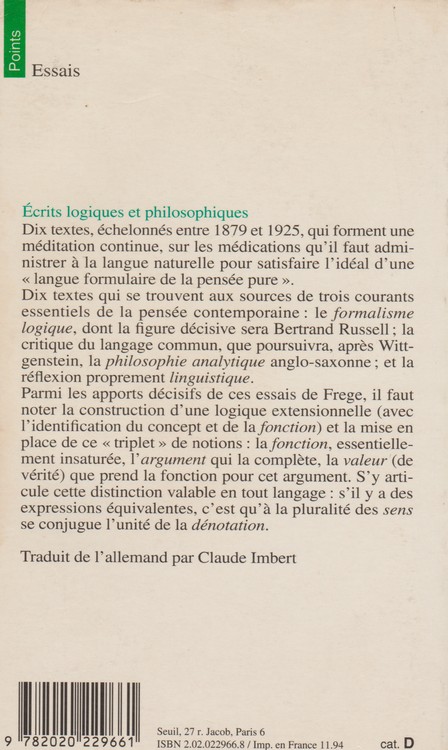 Points
Essais
Écrits logiques et philosophiques
Dix textes, échelonnés entre 1879 et 1925, qui forment une
méditation continue, sur les médications qu'il faut admi-
nistrer à la langue naturelle pour satisfaire l'idéal d'une
« langue formulaire de la pensée pure ».
Dix textes qui se trouvent aux sources de trois courants
essentiels de la pensée contemporaine : le formalisme
logique, dont la figure décisive sera Bertrand Russell ; la
critique du langage commun, que poursuivra, après Witt-
genstein, la philosophie analytique anglo-saxonne ; et la
réflexion proprement linguistique.
Parmi les apports décisifs de ces essais de Frege, il faut
noter la construction d'une logique extensionnelle (avec
l'identification du concept et de la fonction) et la mise en
place de ce « triplet » de notions : la fonction, essentielle-
ment insaturée, l'argument qui la complète, la valeur (de
vérité) que prend la fonction pour cet argument. S'y arti-
cule cette distinction valable en tout langage : s'il y a des
expressions équivalentes, c'est qu'à la pluralité des sens
se conjugue l'unité de la dénotation.
Traduit de l'allemand par Claude Imbert
9 782020 229661
Seuil, 27 r. Jacob, Paris 6
ISBN 2.02.022966.8 / Imp. en France 11.94
cat. D